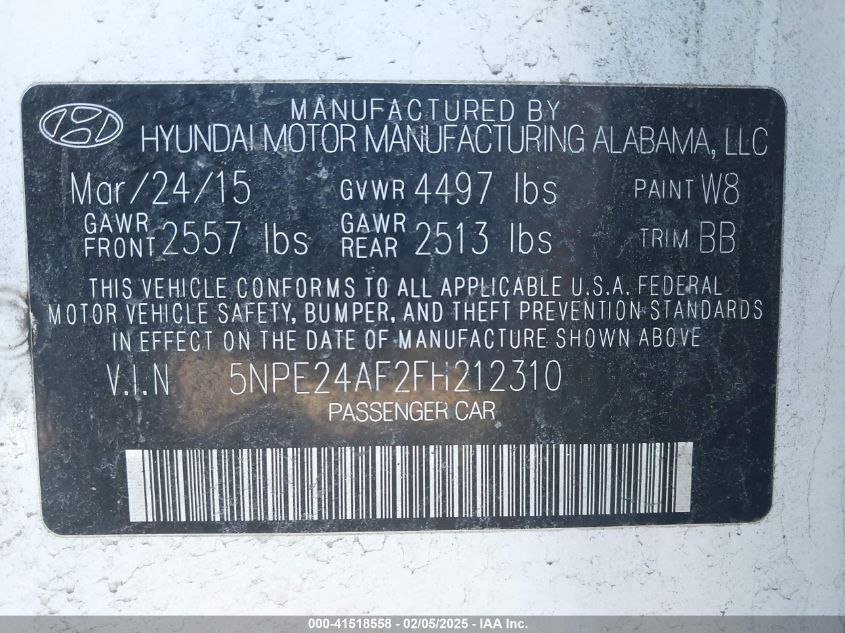 MANUFACTURED BY
HYUNDAI MOTOR MANUFACTURING ALABAMA, LLC
Mar/24/15 GVWR 4497 lbs PAINT W8
GAWR FRONT 2557 lbs GAWR REAR 2513 lbs TRIM BB
THIS VEHICLE CONFORMS TO ALL APPLICABLE U.S.A. FEDERAL
MOTOR VEHICLE SAFETY, BUMPER, AND THEFT PREVENTION STANDARDS
IN EFFECT ON THE DATE OF MANUFACTURE SHOWN ABOVE
V.I.N 5NPE24AF2FH212310
PASSENGER CAR
000-41518558 - 02/05/2025 - IAA Inc.